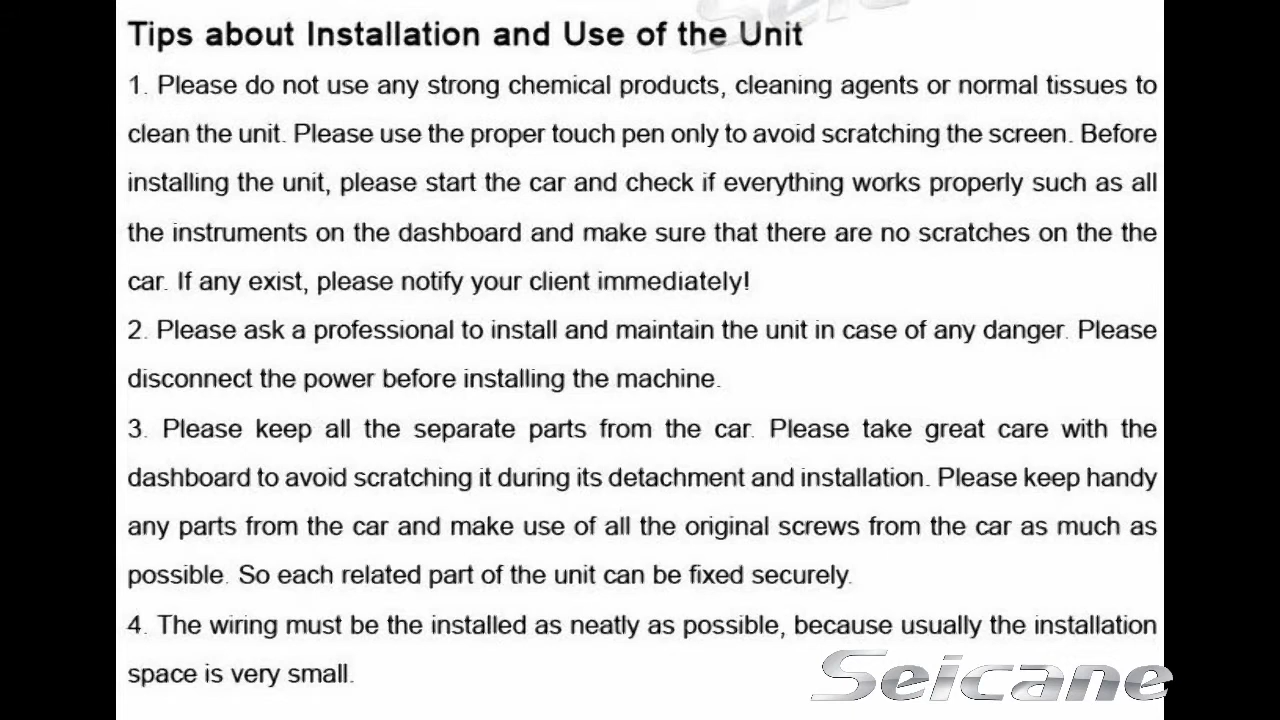 Tips about Installation and Use of the Unit
1. Please do not use any strong chemical products, cleaning agents or normal tissues to
clean the unit. Please use the proper touch pen only to avoid scratching the screen. Before
installing the unit, please start the car and check if everything works properly such as all
the instruments on the dashboard and make sure that there are no scratches on the the
car. If any exist, please notify your client immediately!
2. Please ask a professional to install and maintain the unit in case of any danger. Please
disconnect the power before installing the machine.
3. Please keep all the separate parts from the car. Please take great care with the
dashboard to avoid scratching it during its detachment and installation. Please keep handy
any parts from the car and make use of all the original screws from the car as much as
possible. So each related part of the unit can be fixed securely.
4. The wiring must be the installed as neatly as possible, because usually the installation
space is very small.
Seicane